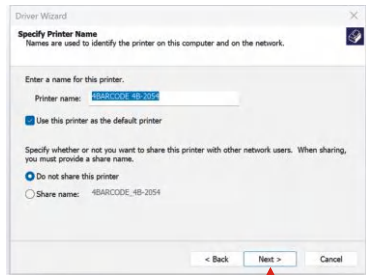 Driver Wizard
Specify Printer Name
Names are used to identify the printer on this computer and on the network.
Enter a name for this printer.
Printer name: 4BARCODE 4B-2054
Use this printer as the default printer
Specify whether or not you want to share this printer with other network users. When sharing,
you must provide a share name.
Do not share this printer
Share name: 4BARCODE_4B-2054
< Back Next > Cancel